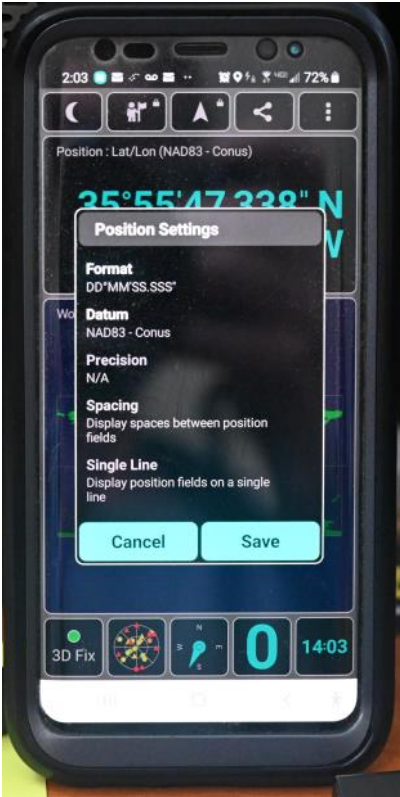 2:03
72%
Position : Lat/Lon (NAD83 - Conus)
35°55'47.338" N
W
Position Settings
Format
DD°MM'SS.SSS"
Datum
NAD83 - Conus
Precision
N/A
Spacing
Display spaces between position
fields
Single Line
Display position fields on a single
line
Cancel
Save
Wo
3D Fix
N
W
E
S
0
14:03